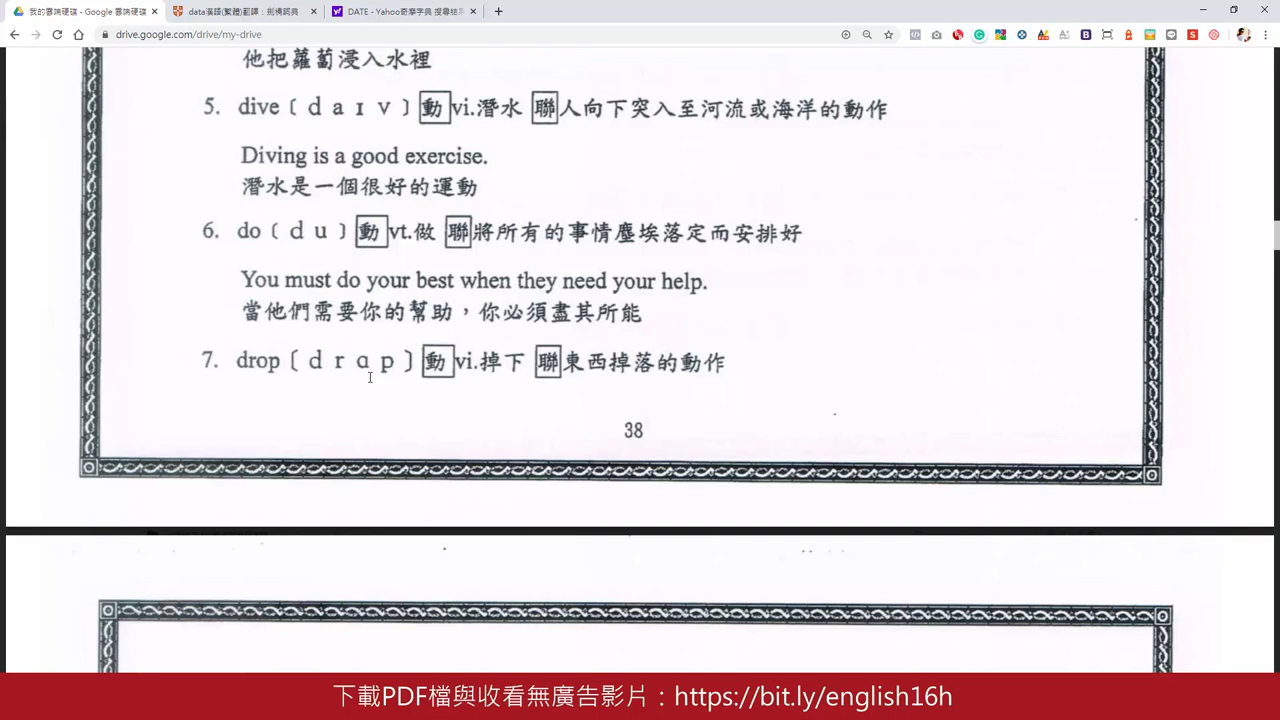 我的雲端硬碟 - Google 雲端硬碟
data漢語(繁體)翻譯：劍橋詞典
DATE - Yahoo奇摩字典 搜尋結果
drive.google.com/drive/my-drive
他把蘿蔔浸入水裡
5. dive〔daɪv〕動vi.潛水 聯人向下突入至河流或海洋的動作
Diving is a good exercise.
潛水是一個很好的運動
6. do〔du〕動vt.做 聯將所有的事情塵埃落定而安排好
You must do your best when they need your help.
當他們需要你的幫助，你必須盡其所能
7. drop〔drɑp〕動vi.掉下 聯東西掉落的動作
38
下載PDF檔與收看無廣告影片：https://bit.ly/english16h